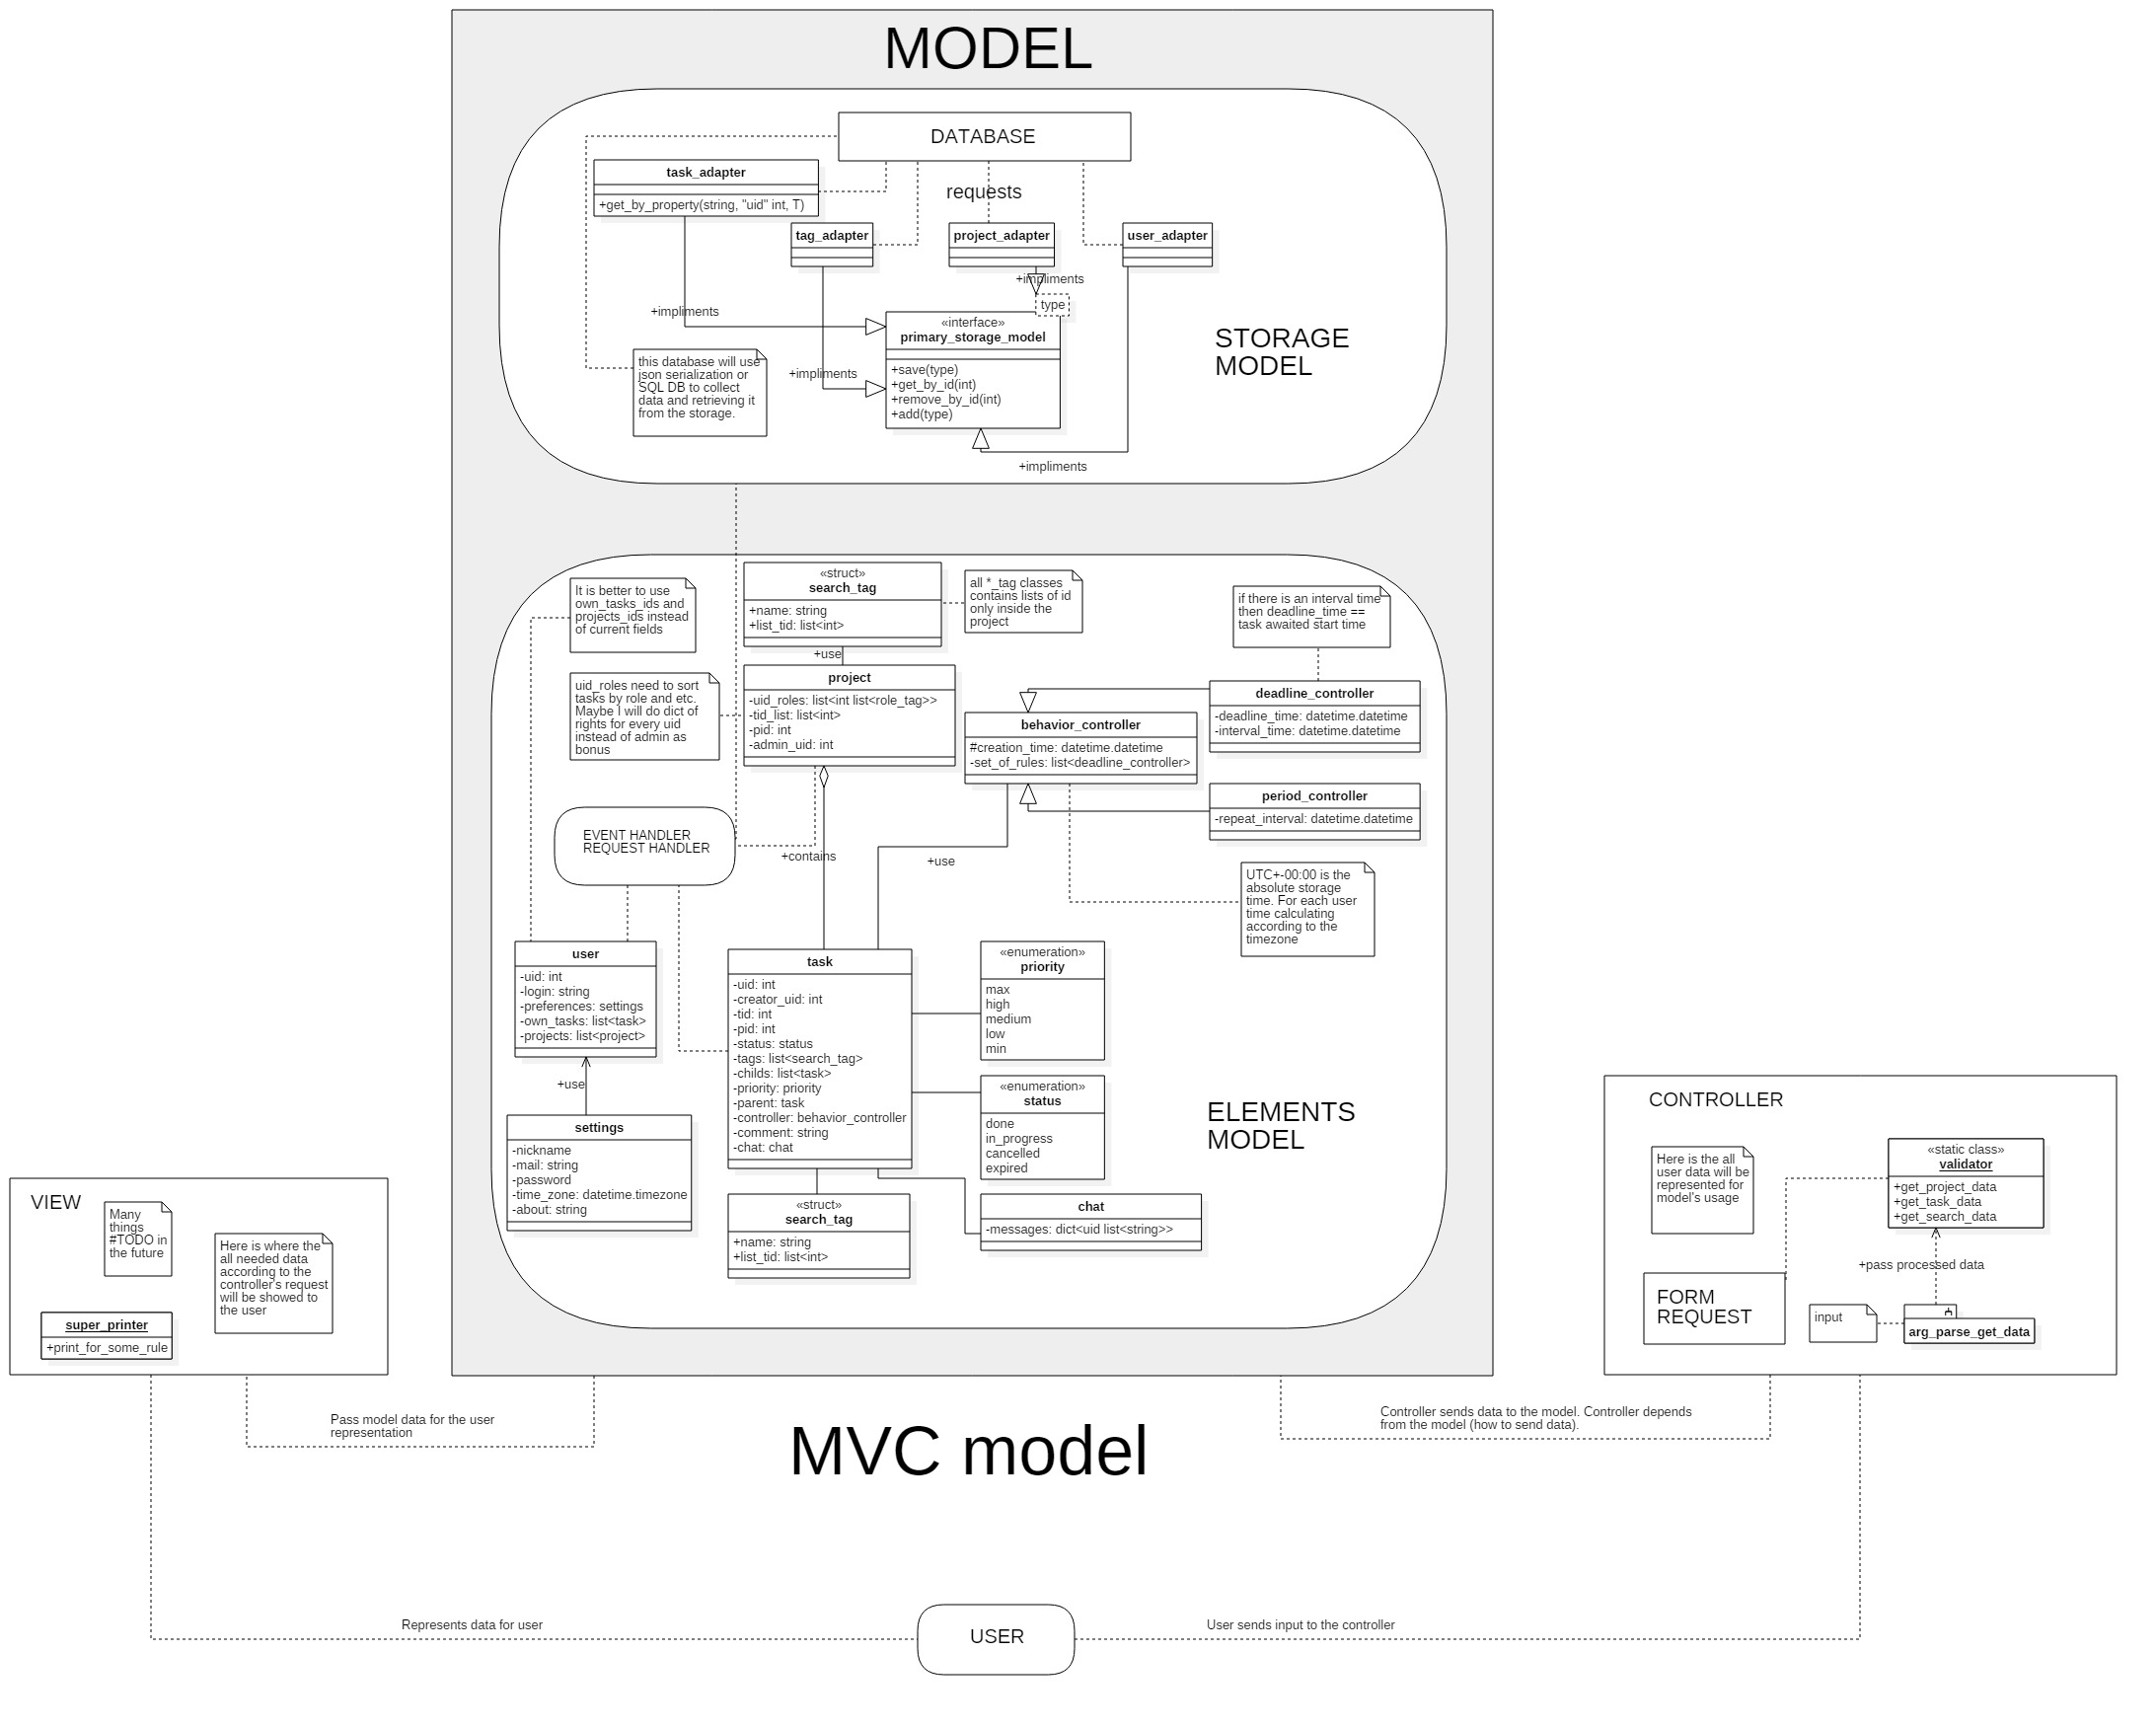 MODEL
DATABASE
task_adapter
+get_by_property(string, "uid" int, T)
requests
tag_adapter
project_adapter
user_adapter
+impliments
type
+impliments
«interface»
primary_storage_model
+save(type)
+get_by_id(int)
+remove_by_id(int)
+add(type)
STORAGE
MODEL
this database will use
json serialization or
SQL DB to collect
data and retrieving it
from the storage.
+impliments
+impliments
It is better to use
own_tasks_ids and
projects_ids instead
of current fields
«struct»
search_tag
+name: string
+list_tid: list<int>
all *_tag classes
contains lists of id
only inside the
project
if there is an interval time
then deadline_time ==
task awaited start time
+use
uid_roles need to sort
tasks by role and etc.
Maybe I will do dict of
rights for every uid
instead of admin as
bonus
project
-uid_roles: list<int list<role_tag>>
-tid_list: list<int>
-pid: int
-admin_uid: int
behavior_controller
#creation_time: datetime.datetime
-set_of_rules: list<deadline_controller>
deadline_controller
-deadline_time: datetime.datetime
-interval_time: datetime.datetime
period_controller
-repeat_interval: datetime.datetime
EVENT HANDLER
REQUEST HANDLER
+contains
+use
UTC+-00:00 is the
absolute storage
time. For each user
time calculating
according to the
timezone
user
-uid: int
-login: string
-preferences: settings
-own_tasks: list<task>
-projects: list<project>
+use
settings
-nickname
-mail: string
-password
-time_zone: datetime.timezone
-about: string
task
-uid: int
-creator_uid: int
-tid: int
-pid: int
-status: status
-tags: list<search_tag>
-childs: list<task>
-priority: priority
-parent: task
-controller: behavior_controller
-comment: string
-chat: chat
«enumeration»
priority
max
high
medium
low
min
«enumeration»
status
done
in_progress
cancelled
expired
ELEMENTS
MODEL
«struct»
search_tag
+name: string
+list_tid: list<int>
chat
-messages: dict<uid list<string>>
VIEW
Many
things
#TODO in
the future
Here is where the
all needed data
according to the
controller's request
will be showed to
the user
super_printer
+print_for_some_rule
CONTROLLER
Here is the all
user data will be
represented for
model's usage
«static class»
validator
+get_project_data
+get_task_data
+get_search_data
+pass processed data
FORM
REQUEST
input
arg_parse_get_data
Pass model data for the user
representation
Controller sends data to the model. Controller depends
from the model (how to send data).
MVC model
Represents data for user
USER
User sends input to the controller